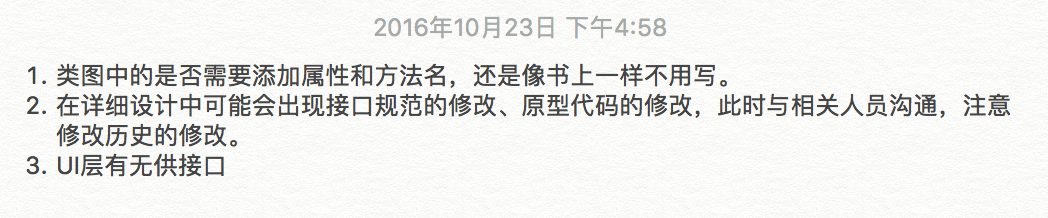 2016年10月23日 下午4:58
1. 类图中的是否需要添加属性和方法名，还是像书上一样不用写。
2. 在详细设计中可能会出现接口规范的修改、原型代码的修改，此时与相关人员沟通，注意
修改历史的修改。
3. UI层有无供接口